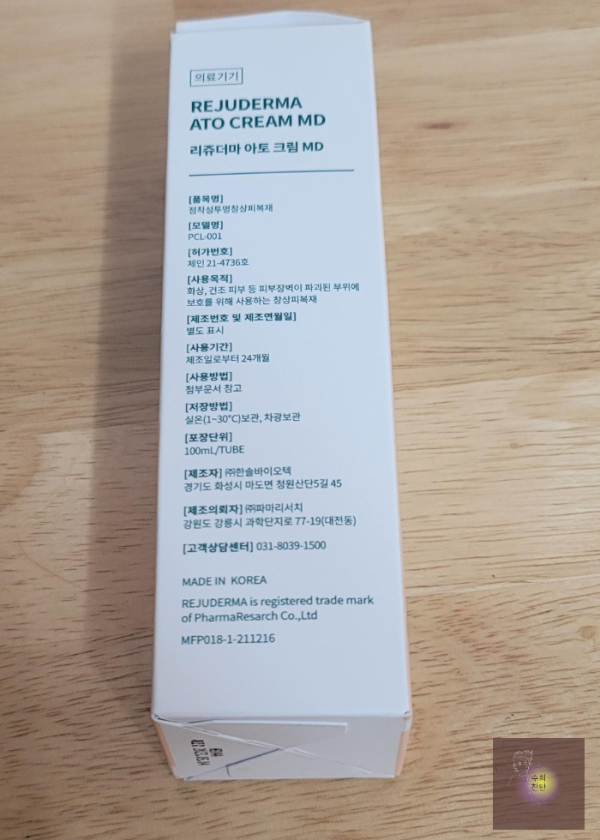 의료기기
REJUDERMA
ATO CREAM MD
리쥬더마 아토 크림 MD
[품목명]
점착성투명창상피복재
[모델명]
PCL-001
[허가번호]
제인 21-4736호
[사용목적]
화상, 건조 피부 등 피부장벽이 파괴된 부위에
보호를 위해 사용하는 창상피복재
[제조번호 및 제조연월일]
별도 표시
[사용기간]
제조일로부터 24개월
[사용방법]
첨부문서 참고
[저장방법]
실온(1~30°C)보관, 차광보관
[포장단위]
100mL/TUBE
[제조자] ㈜한솔바이오텍
경기도 화성시 마도면 청원산단5길 45
[제조의뢰자] ㈜파마리서치
강원도 강릉시 과학단지로 77-19(대전동)
[고객상담센터] 031-8039-1500
MADE IN KOREA
REJUDERMA is registered trade mark
of PharmaResarch Co.,Ltd
MFP018-1-211216
수의
진단